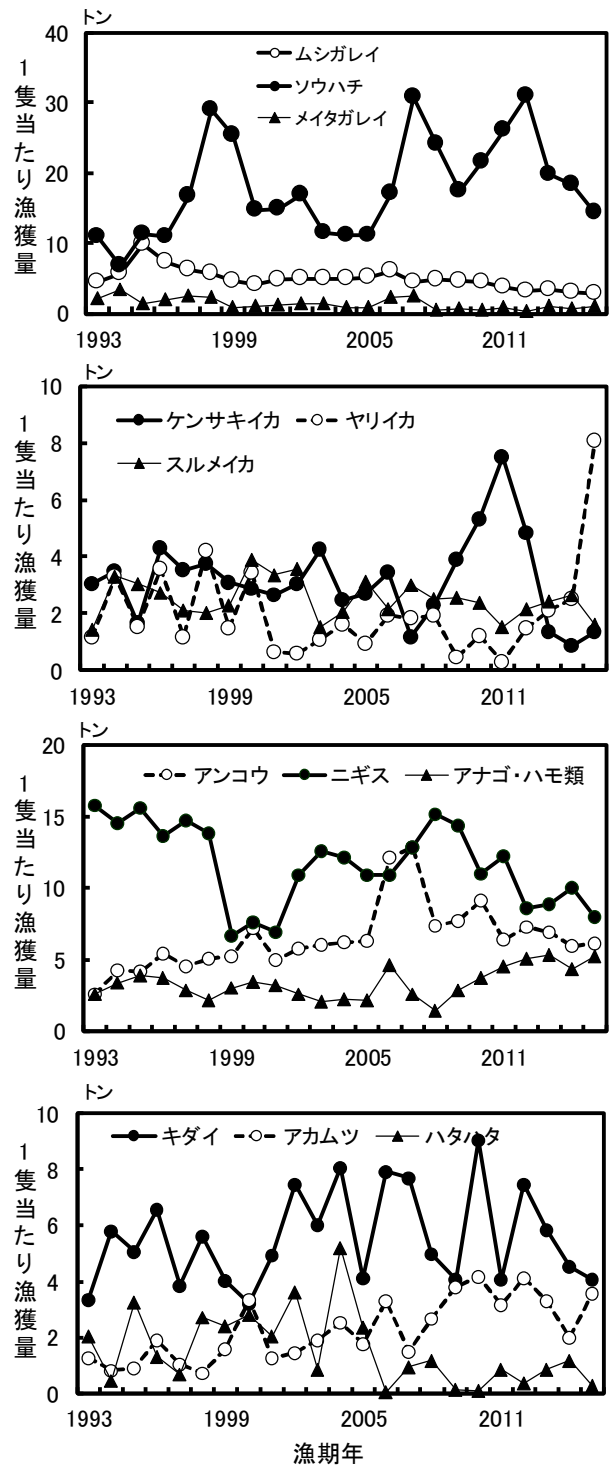 トン
1隻当たり漁獲量
40
30
20
10
0
ムシガレイ
ソウハチ
メイタガレイ
1993 1999 2005 2011
トン
1隻当たり漁獲量
10
8
6
4
2
0
ケンサキイカ ヤリイカ
スルメイカ
1993 1999 2005 2011
トン
1隻当たり漁獲量
20
15
10
5
0
アンコウ ニギス アナゴ・ハモ類
1993 1999 2005 2011
トン
1隻当たり漁獲量
10
8
6
4
2
0
キダイ アカムツ ハタハタ
1993 1999 2005 2011
漁期年